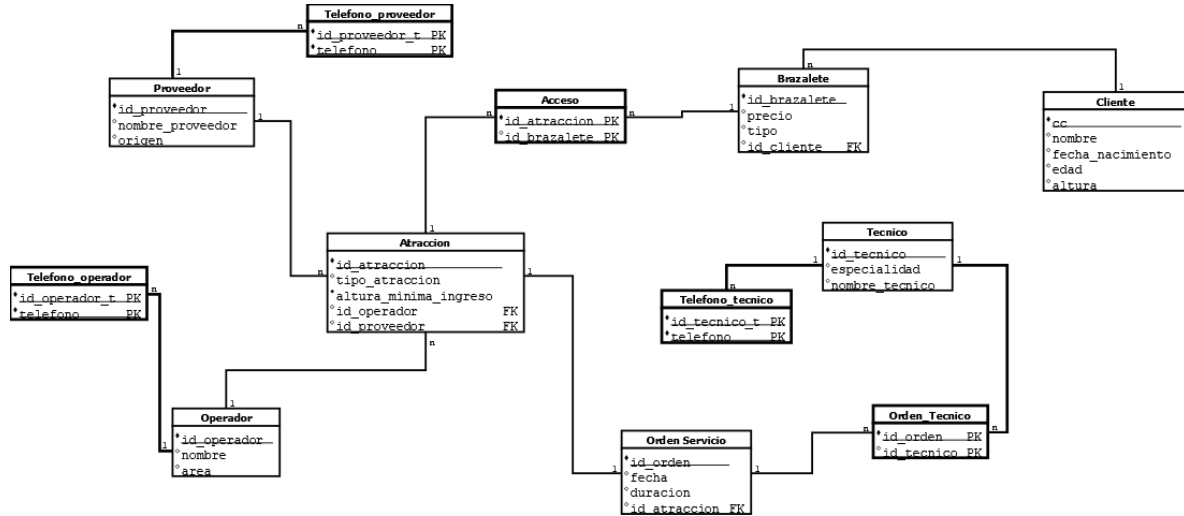 Telefono_proveedor
id_proveedor_t PK
telefono PK
n
1
Proveedor
id_proveedor
nombre_proveedor
origen
1
n
Acceso
id_atraccion PK
id_brazalete PK
n
n
1
Brazalete
id_brazalete
precio
tipo
id_cliente FK
n
1
Cliente
cc
nombre
fecha_nacimiento
edad
altura
1
Atraccion
id_atraccion
tipo_atraccion
altura_minima_ingreso
id_operador FK
id_proveedor FK
1
n
Telefono_operador
id_operador_t PK
telefono PK
n
Tecnico
id_tecnico
especialidad
nombre_tecnico
1
1
n
Telefono_tecnico
id_tecnico_t PK
telefono PK
1
1
Operador
id_operador
nombre
area
Orden Servicio
id_orden
fecha
duracion
id_atraccion FK
1
1
n
n
Orden_Tecnico
id_orden PK
id_tecnico PK